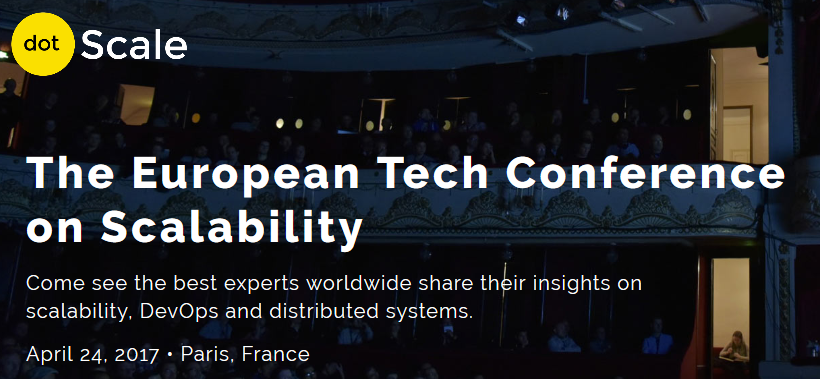 dot Scale
The European Tech Conference
on Scalability
Come see the best experts worldwide share their insights on
scalability, DevOps and distributed systems.
April 24, 2017 • Paris, France